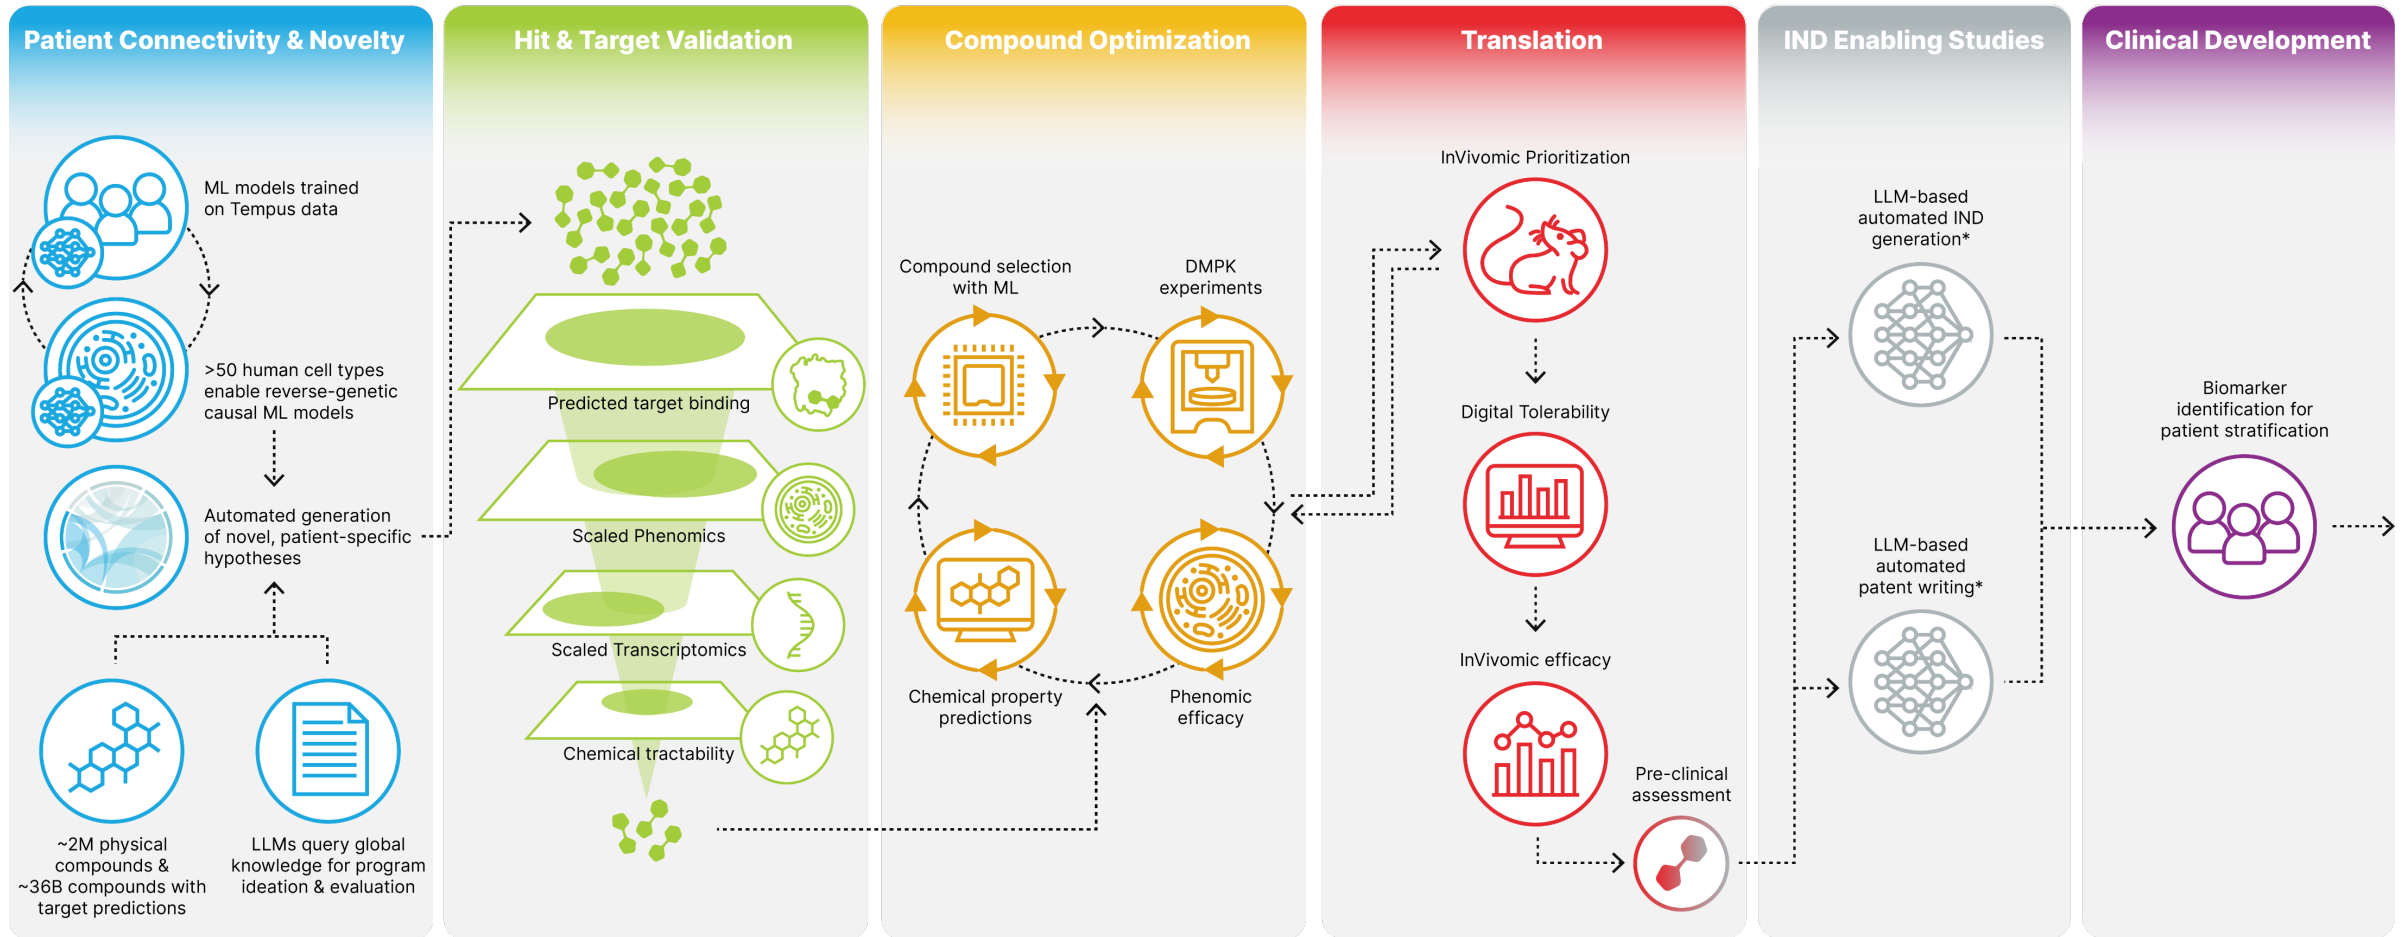 Patient Connectivity & Novelty
ML models trained
on Tempus data
>50 human cell types
enable reverse-genetic
causal ML models
Automated generation
of novel, patient-specific
hypotheses
~2M physical
compounds &
~36B compounds with
target predictions
LLMs query global
knowledge for program
ideation & evaluation
Hit & Target Validation
Predicted target binding
Scaled Phenomics
Scaled Transcriptomics
Chemical tractability
Compound Optimization
Compound selection
with ML
DMPK
experiments
Chemical property
predictions
Phenomic
efficacy
Translation
InVivomic Prioritization
Digital Tolerability
InVivomic efficacy
Pre-clinical
assessment
IND Enabling Studies
LLM-based
automated IND
generation*
LLM-based
automated
patent writing*
Clinical Development
Biomarker
identification for
patient stratification